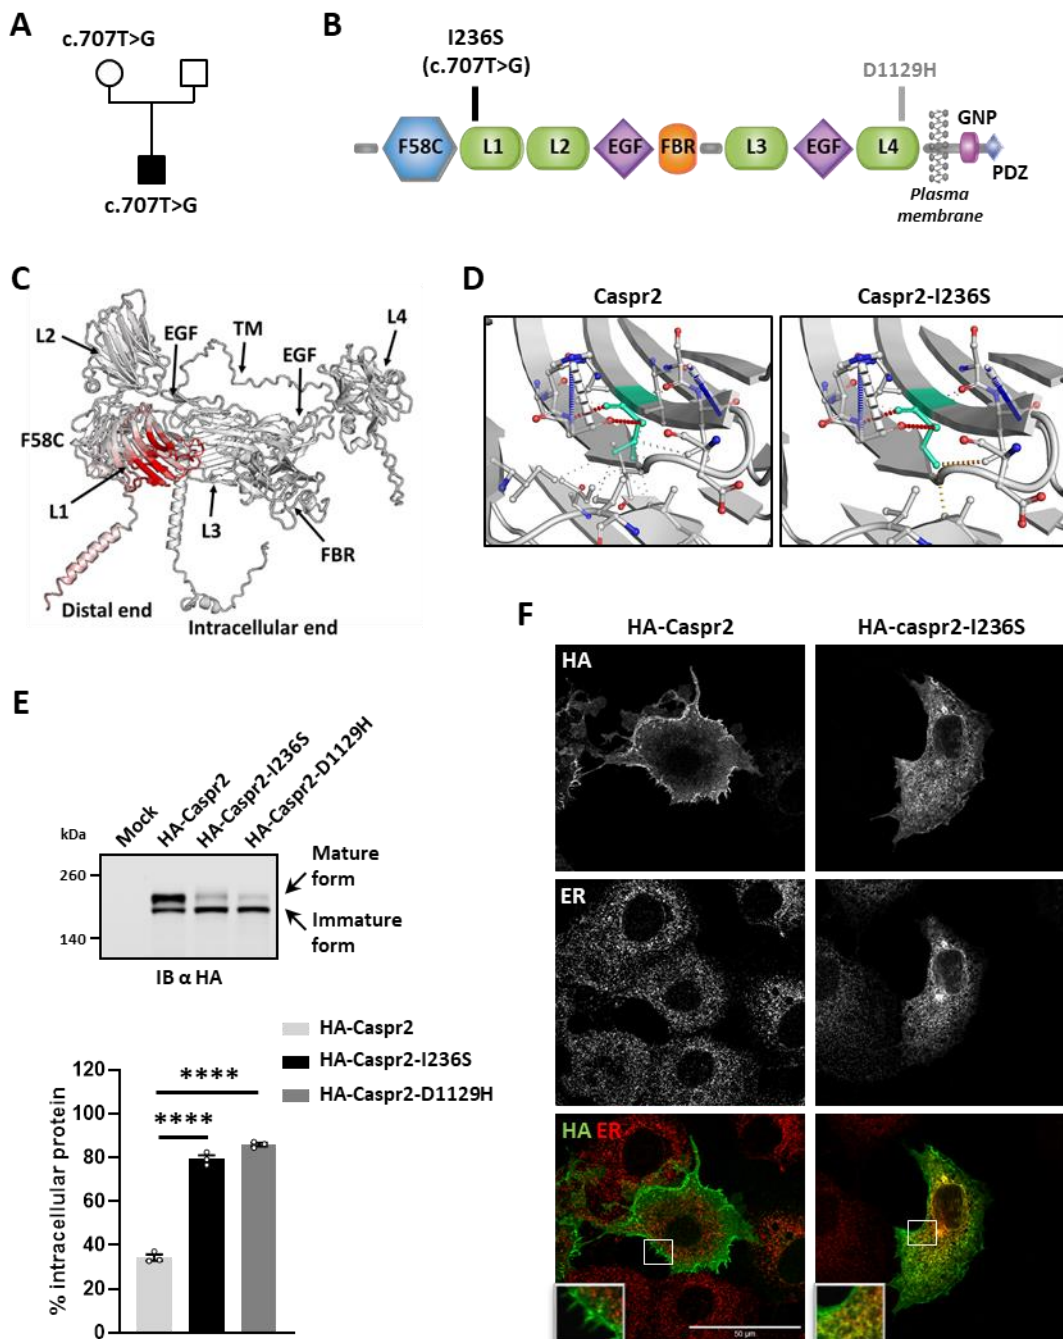 A
c.707T>G
c.707T>G
B
I236S
(c.707T>G)
D1129H
F58C
L1
L2
EGF
FBR
L3
EGF
L4
GNP
PDZ
Plasma
membrane
C
L2
EGF
TM
EGF
L4
F58C
L1
L3
FBR
Distal end
Intracellular end
D
Caspr2
Caspr2-I236S
E
Mock
HA-Caspr2
HA-Caspr2-I236S
HA-Caspr2-D1129H
kDa
260
140
Mature
form
Immature
form
IB α HA
HA-Caspr2
HA-Caspr2-I236S
HA-Caspr2-D1129H
% intracellular protein
120
100
80
60
40
20
0
****
****
F
HA-Caspr2
HA-caspr2-I236S
HA
ER
HA ER
50 µm